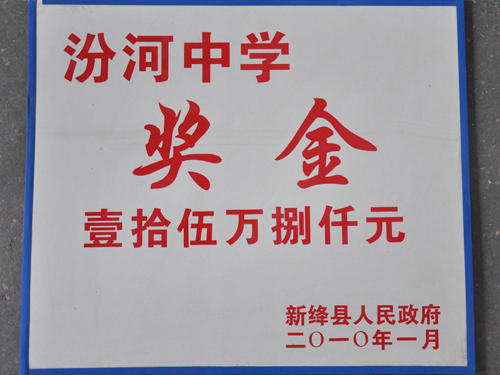 汾河中学
奖金
壹拾伍万捌仟元
新绛县人民政府
二〇一〇年一月